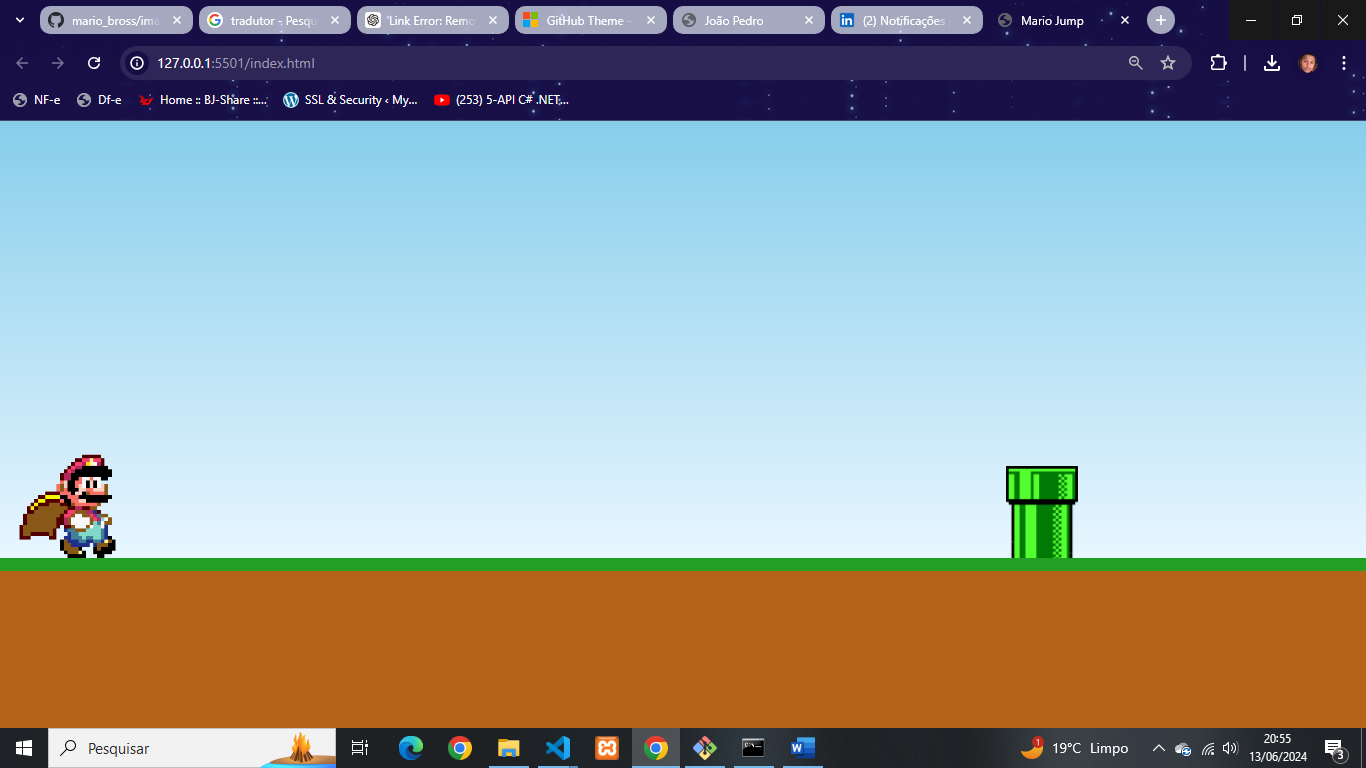 mario_bross/ima
tradutor - Pesqu
'Link Error: Remo
GitHub Theme -
João Pedro
(2) Notificações
Mario Jump
127.0.0.1:5501/index.html
NF-e
Df-e
Home :: BJ-Share ::...
SSL & Security ‹ My...
(253) 5-API C# .NET...
Pesquisar
1
19°C Limpo
20:55
13/06/2024
3